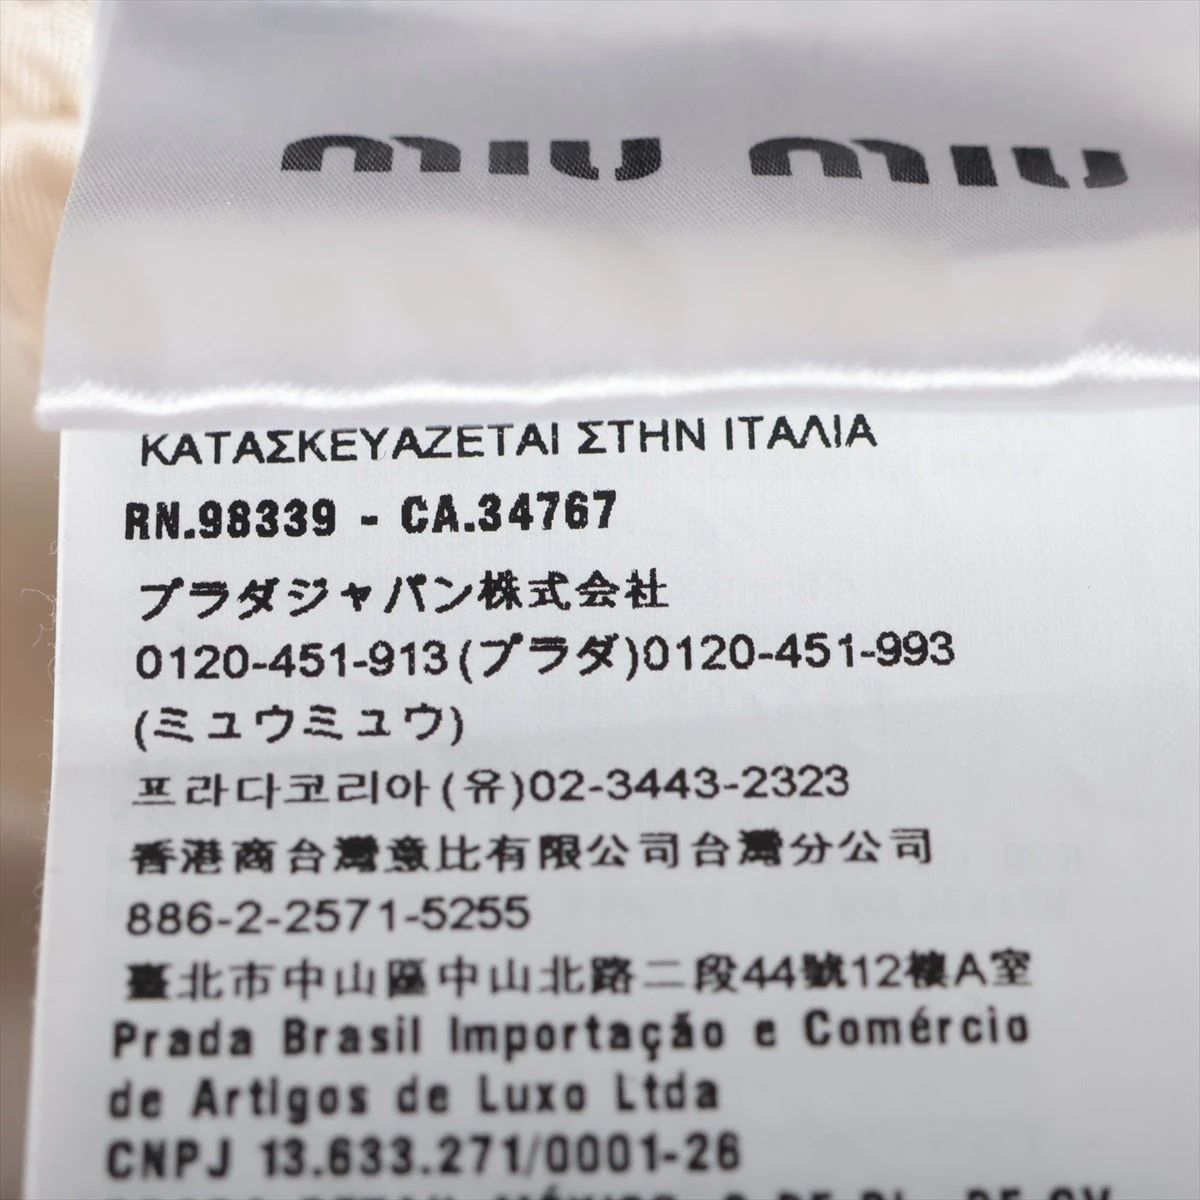 miu miu
ΚΑΤΑΣΚΕΥΑΖΕΤΑΙ ΣΤΗΝ ΙΤΑΛΙΑ
RN.98339 - CA.34767
プラダジャパン株式会社
0120-451-913(プラダ)0120-451-993
(ミュウミュウ)
프라다코리아(유)02-3443-2323
香港商台灣意比有限公司台灣分公司
886-2-2571-5255
臺北市中山區中山北路二段44號12樓A室
Prada Brasil Importação e Comércio
de Artigos de Luxo Ltda
CNPJ 13.633.271/0001-26